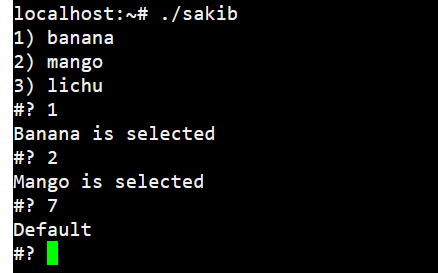 localhost:~# ./sakib
1) banana
2) mango
3) lichu
#? 1
Banana is selected
#? 2
Mango is selected
#? 7
Default
#?